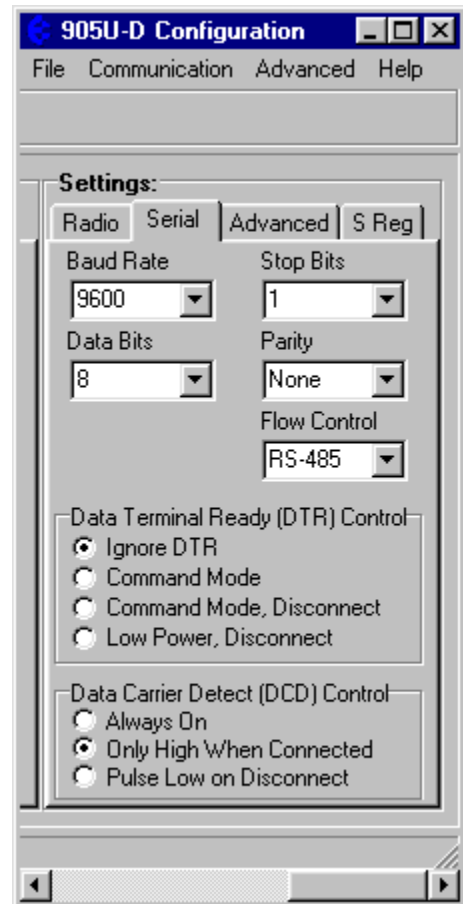 905U-D Configuration
File Communication Advanced Help
Settings:
Radio Serial Advanced S Reg
Baud Rate Stop Bits
9600 1
Data Bits Parity
8 None
Flow Control
RS-485
Data Terminal Ready (DTR) Control
Ignore DTR
Command Mode
Command Mode, Disconnect
Low Power, Disconnect
Data Carrier Detect (DCD) Control
Always On
Only High When Connected
Pulse Low on Disconnect